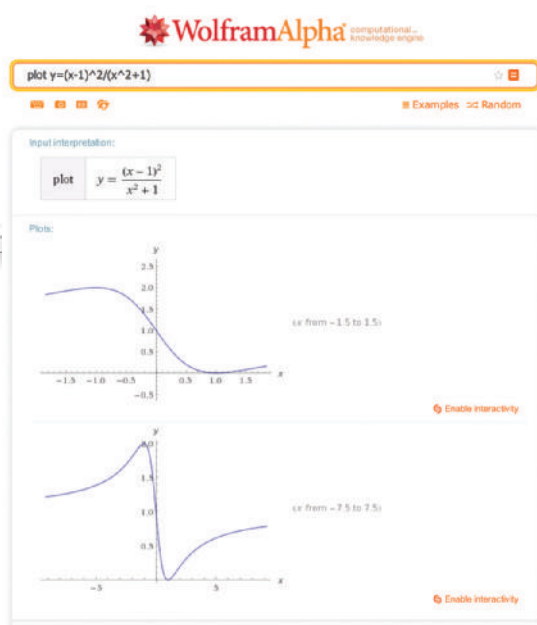 WolframAlpha computational... knowledge engine
plot y=(x-1)^2/(x^2+1)
Examples Random
Input interpretation:
plot y = (x − 1)² / x² + 1
Plots:
y
2.5
2.0
1.5
1.0
0.5
−1.5 −1.0 −0.5 0.5 1.0 1.5 x
−0.5
(x from −1.5 to 1.5)
Enable interactivity
y
2.0
1.5
1.0
0.5
−5 5 x
(x from −7.5 to 7.5)
Enable interactivity